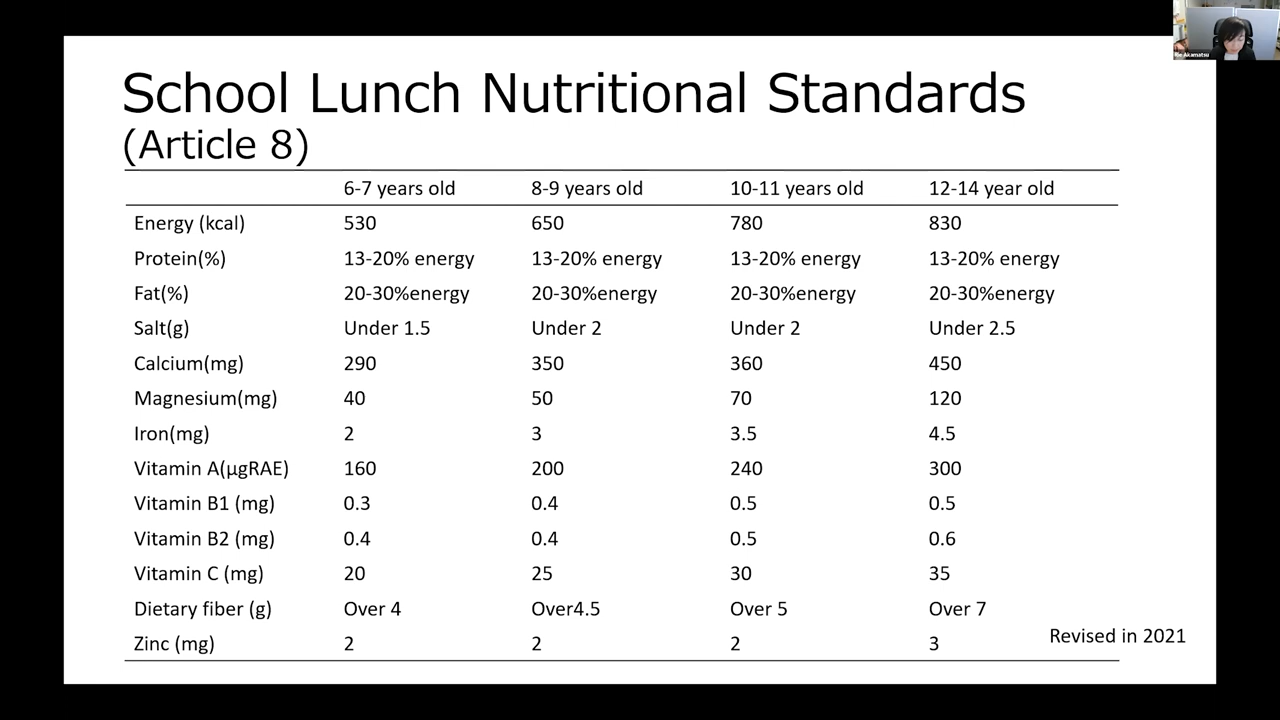 School Lunch Nutritional Standards
(Article 8)
6-7 years old 8-9 years old 10-11 years old 12-14 year old
Energy (kcal) 530 650 780 830
Protein(%) 13-20% energy 13-20% energy 13-20% energy 13-20% energy
Fat(%) 20-30%energy 20-30%energy 20-30%energy 20-30%energy
Salt(g) Under 1.5 Under 2 Under 2 Under 2.5
Calcium(mg) 290 350 360 450
Magnesium(mg) 40 50 70 120
Iron(mg) 2 3 3.5 4.5
Vitamin A(μgRAE) 160 200 240 300
Vitamin B1 (mg) 0.3 0.4 0.5 0.5
Vitamin B2 (mg) 0.4 0.4 0.5 0.6
Vitamin C (mg) 20 25 30 35
Dietary fiber (g) Over 4 Over4.5 Over 5 Over 7
Zinc (mg) 2 2 2 3
Revised in 2021
Akamatsu